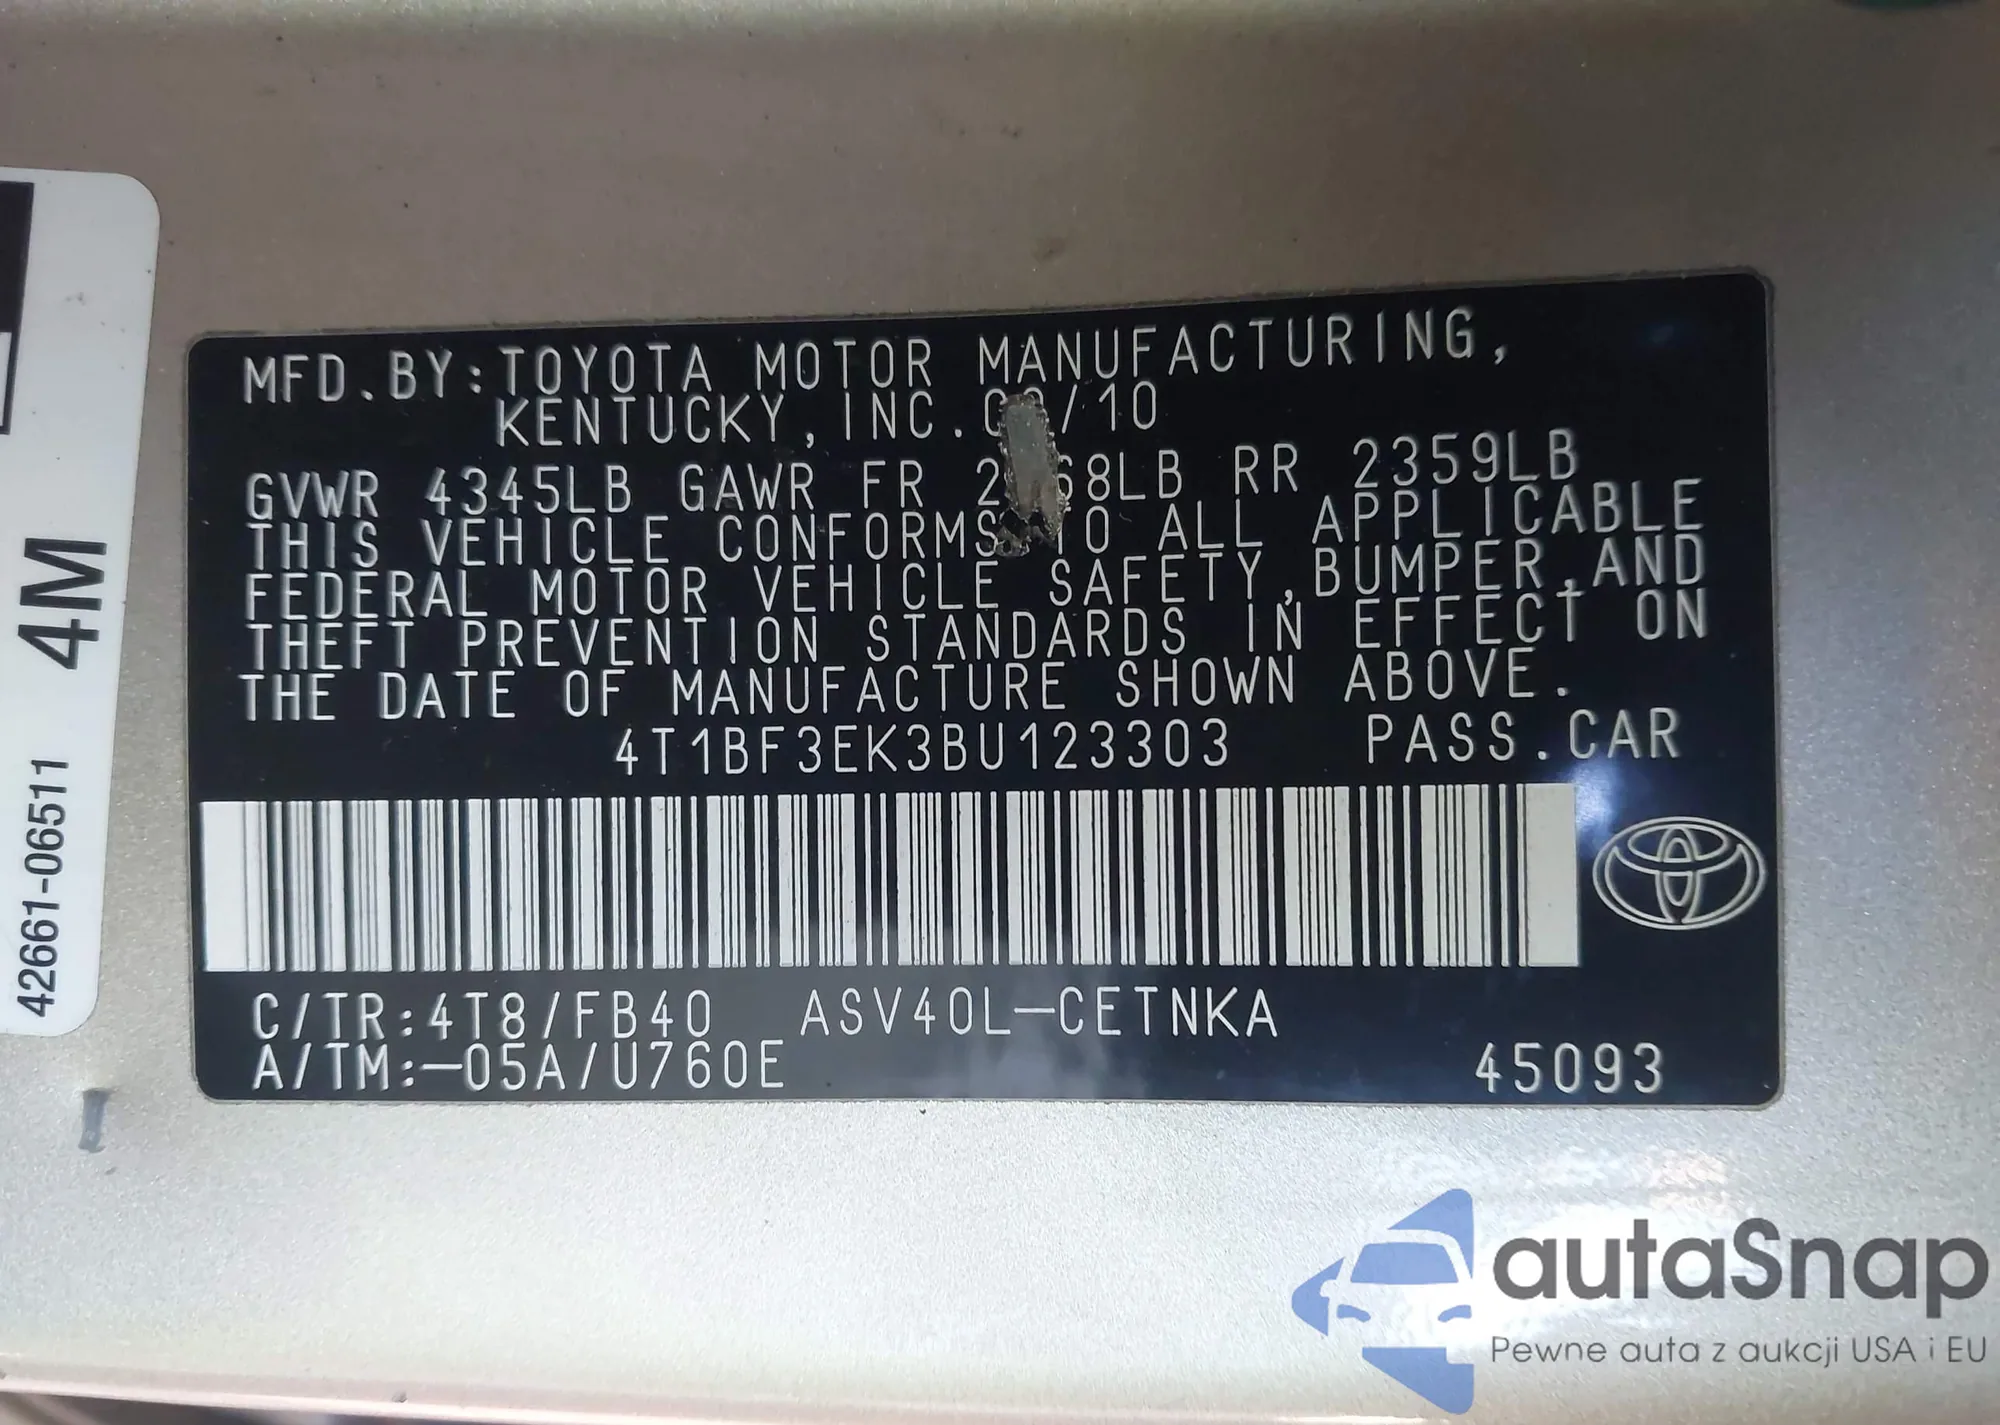 MFD.BY:TOYOTA MOTOR MANUFACTURING,
KENTUCKY, INC. /10
GVWR 4345LB GAWR FR RR 2359LB
THIS VEHICLE CONFORMS TO ALL APPLICABLE
FEDERAL MOTOR VEHICLE SAFETY, BUMPER, AND
THEFT PREVENTION STANDARDS IN EFFECT ON
THE DATE OF MANUFACTURE SHOWN ABOVE.
4T1BF3EK3BU123303 PASS.CAR
C/TR:4T8/FB40 ASV40L-CETNKA
A/TM:-05A/U760E 45093
4M
42661-06511
autaSnap
Pewne auta z aukcji USA i EU